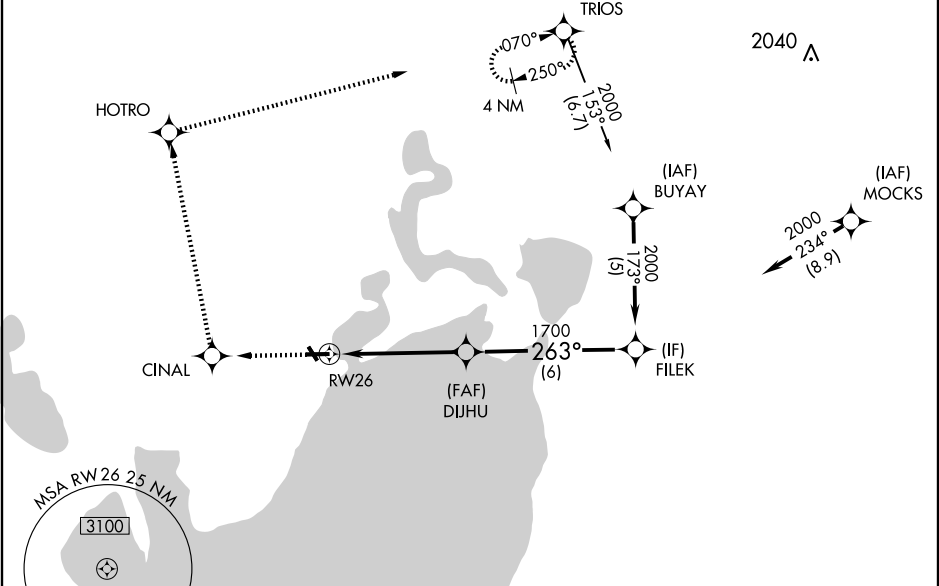 TRIOS
070°
250°
4 NM
2000
153°
(6.7)
2040
HOTRO
(IAF)
BUYAY
(IAF)
MOCKS
2000
234°
(8.9)
2000
173°
(5)
1700
263°
(6)
(IF)
FILEK
CINAL
RW26
(FAF)
DIJHU
MSA RW26 25 NM
3100